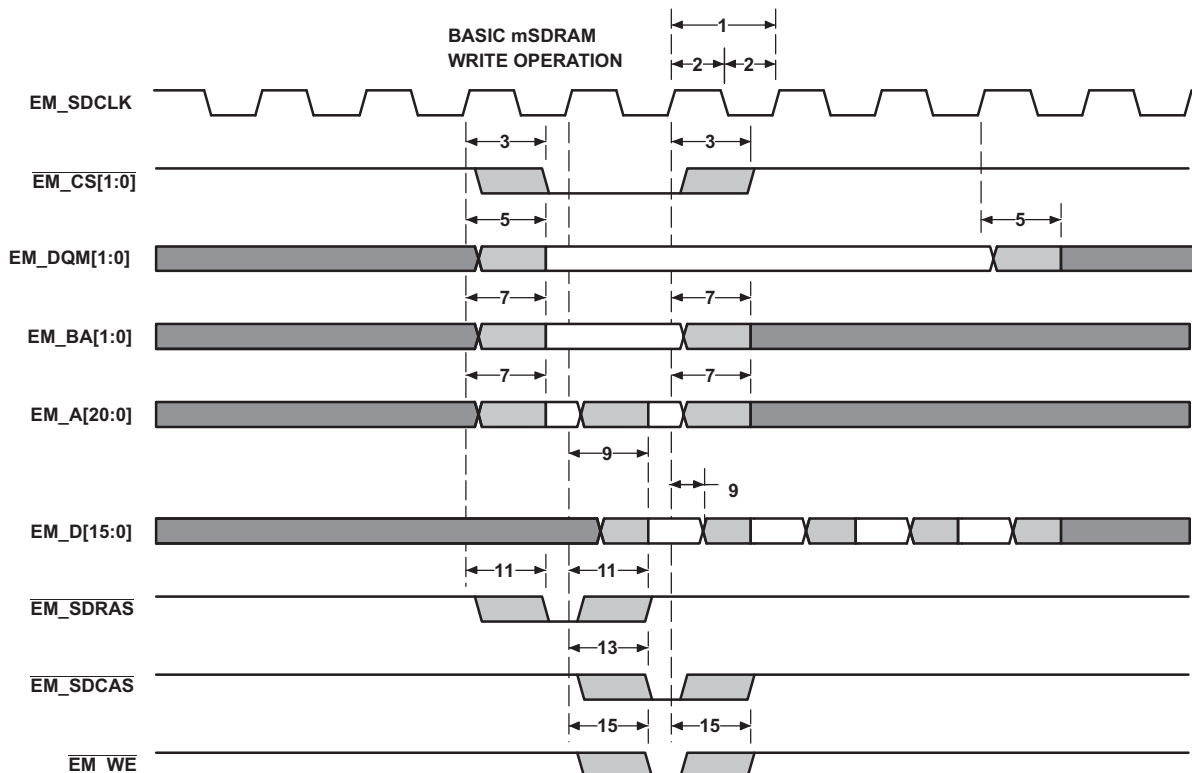 BASIC mSDRAM
WRITE OPERATION
1
2 2
EM_SDCLK
3 3
EM_CS[1:0]
5 5
EM_DQM[1:0]
7 7
EM_BA[1:0]
7 7
EM_A[20:0]
9
9
EM_D[15:0]
11 11
EM_SDRAS
13
EM_SDCAS
15 15
EM_WE